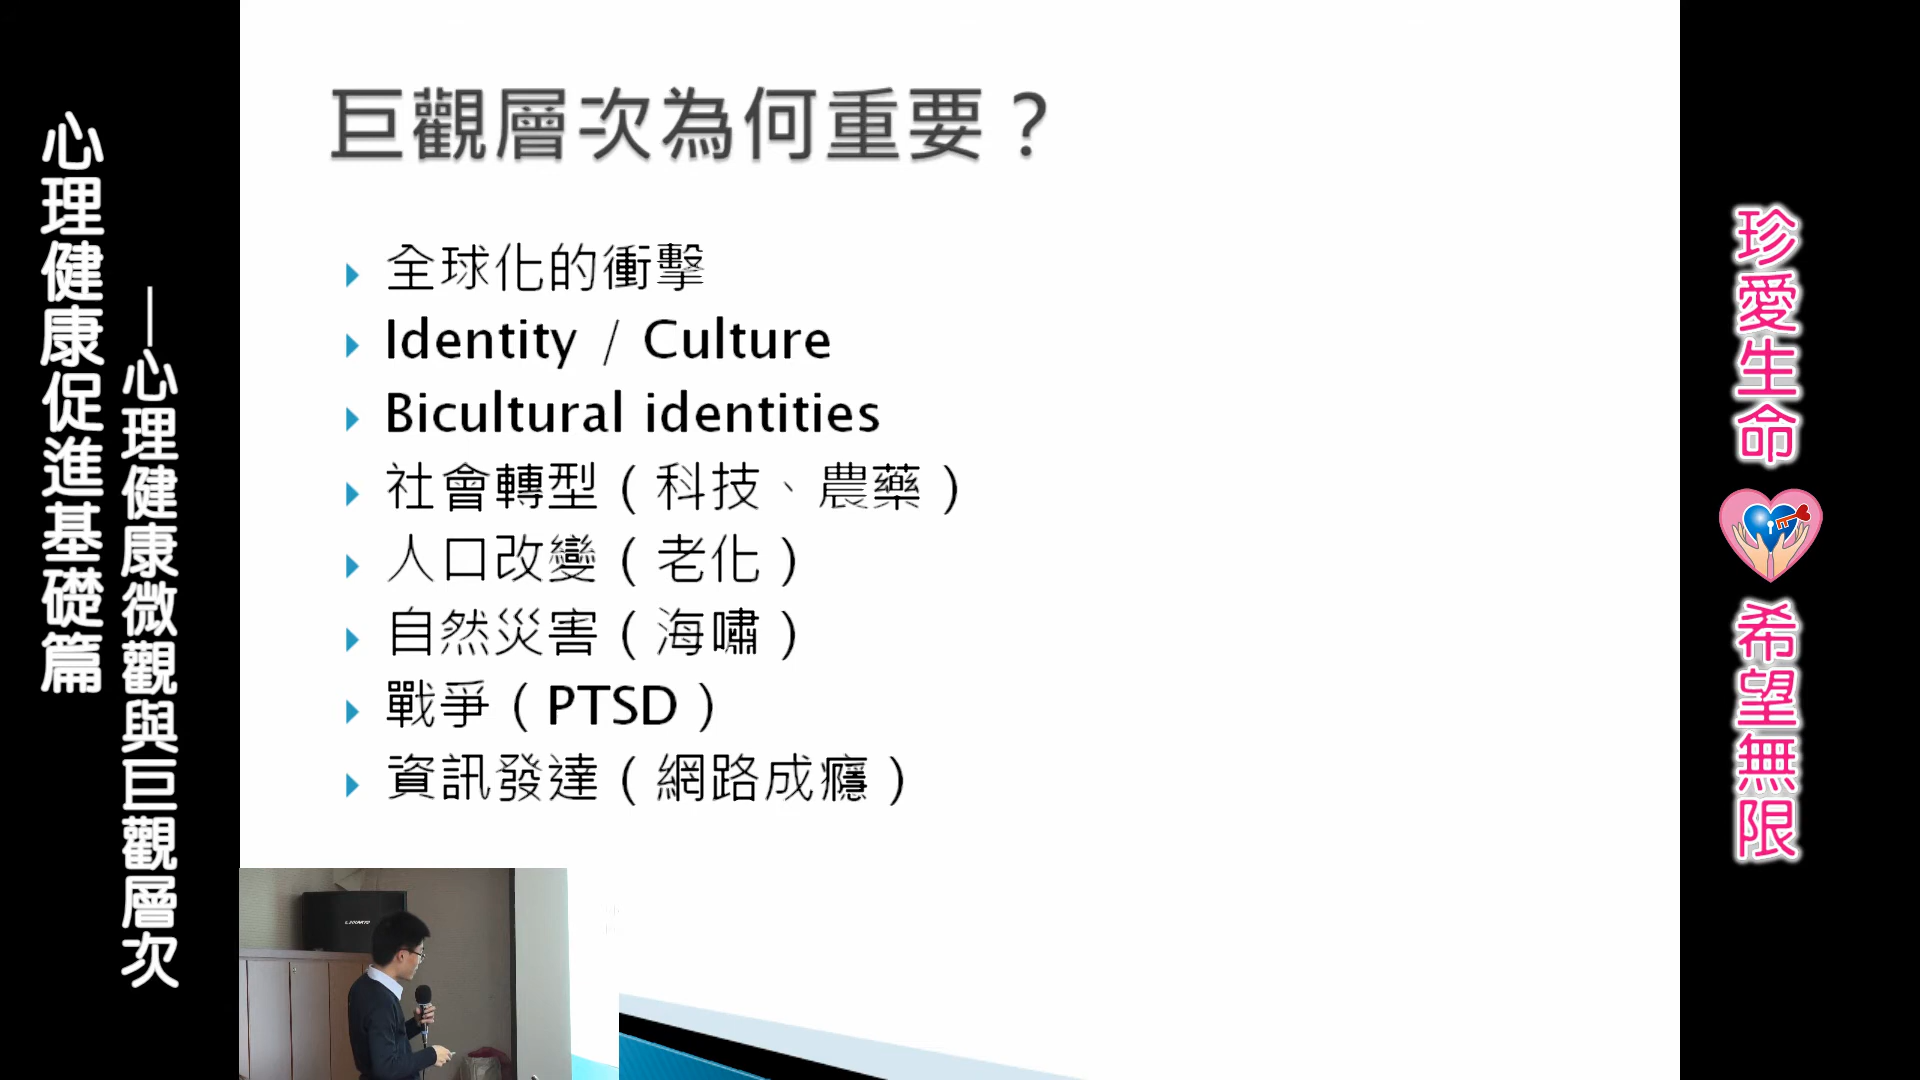 心理健康促進基礎篇
—心理健康微觀與巨觀層次
巨觀層次為何重要？
全球化的衝擊
Identity / Culture
Bicultural identities
社會轉型（科技、農藥）
人口改變（老化）
自然災害（海嘯）
戰爭（PTSD）
資訊發達（網路成癮）
珍愛生命
希望無限